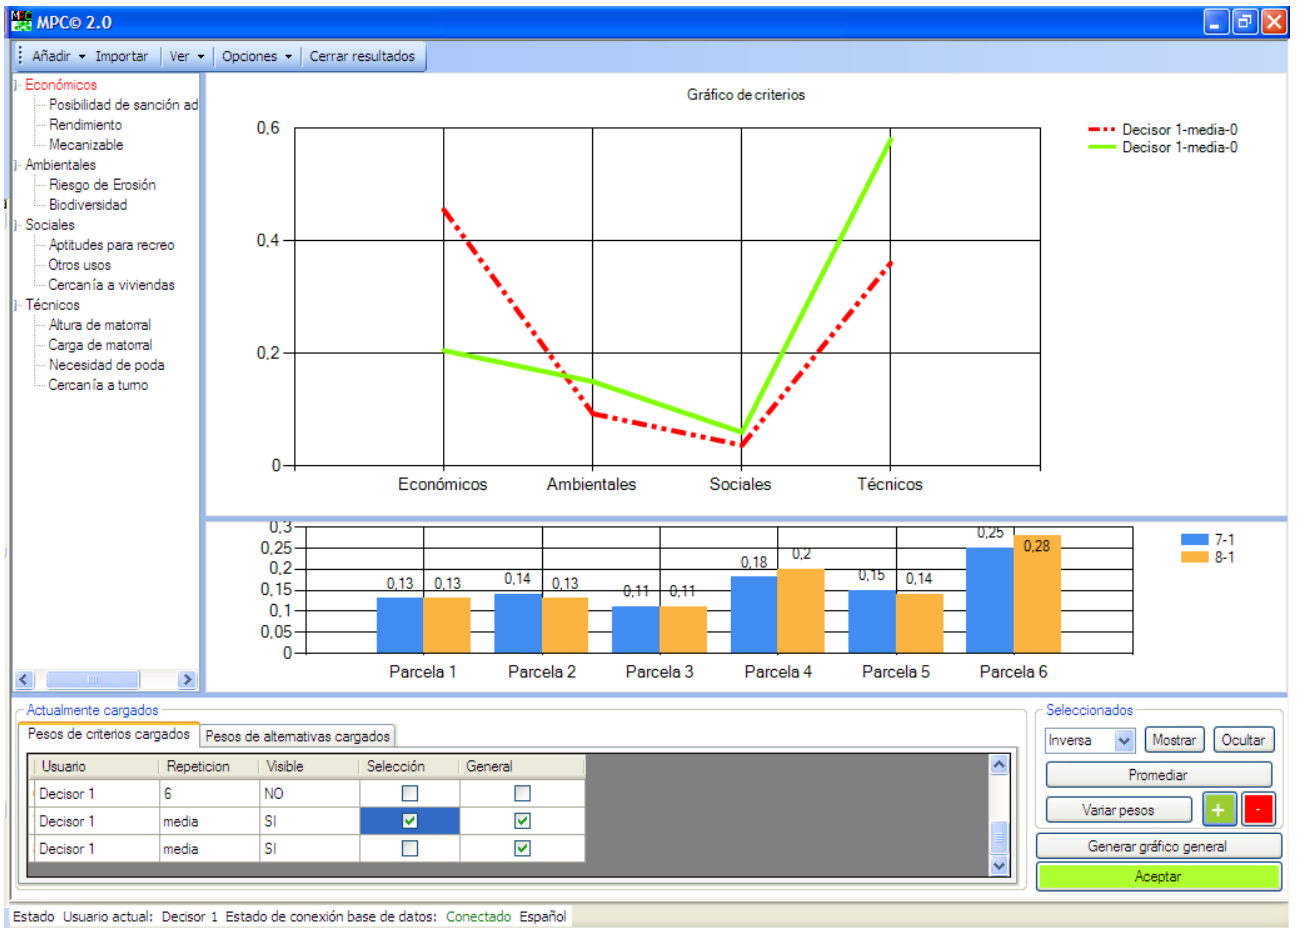 MPC© 2.0
Añadir Importar Ver Opciones Cerrar resultados
Económicos
Posibilidad de sanción ad
Rendimiento
Mecanizable
Ambientales
Riesgo de Erosión
Biodiversidad
Sociales
Aptitudes para recreo
Otros usos
Cercanía a viviendas
Técnicos
Altura de matorral
Carga de matorral
Necesidad de poda
Cercanía a turno
Gráfico de criterios
Decisor 1-media-0
Decisor 1-media-0
0,6
0,4
0,2
0
Económicos Ambientales Sociales Técnicos
0,3
0,25
0,2
0,15
0,1
0,05
0
0,13 0,13 0,14 0,13 0,11 0,11 0,18 0,2 0,15 0,14 0,25 0,28
Parcela 1 Parcela 2 Parcela 3 Parcela 4 Parcela 5 Parcela 6
7-1
8-1
Actualmente cargados
Pesos de criterios cargados Pesos de alternativas cargados
Usuario Repeticion Visible Selección General
Decisor 1 6 NO
Decisor 1 media SI
Decisor 1 media SI
Seleccionados
Inversa Mostrar Ocultar
Promediar
Variar pesos + -
Generar gráfico general
Aceptar
Estado Usuario actual: Decisor 1 Estado de conexión base de datos: Conectado Español